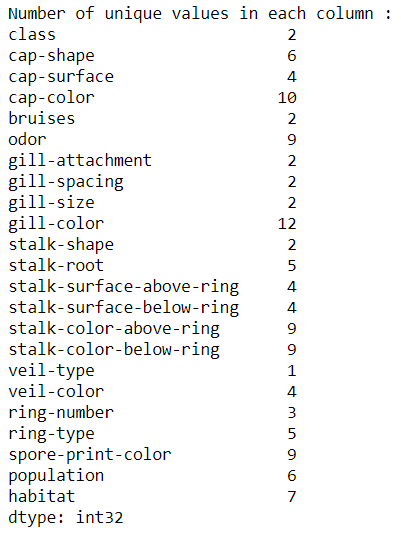 Number of unique values in each column :
class 2
cap-shape 6
cap-surface 4
cap-color 10
bruises 2
odor 9
gill-attachment 2
gill-spacing 2
gill-size 2
gill-color 12
stalk-shape 2
stalk-root 5
stalk-surface-above-ring 4
stalk-surface-below-ring 4
stalk-color-above-ring 9
stalk-color-below-ring 9
veil-type 1
veil-color 4
ring-number 3
ring-type 5
spore-print-color 9
population 6
habitat 7
dtype: int32